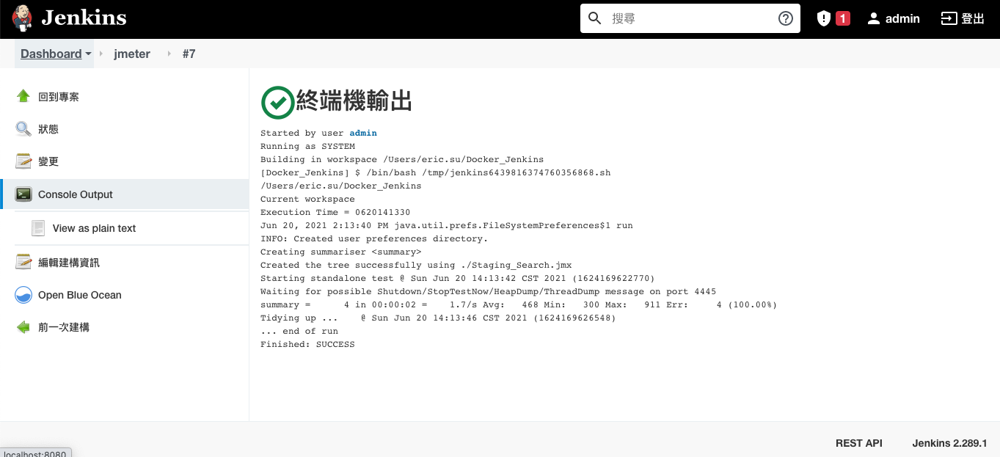 Jenkins
搜尋
1
admin
登出
Dashboard
jmeter
#7
回到專案
狀態
變更
Console Output
View as plain text
編輯建構資訊
Open Blue Ocean
前一次建構
終端機輸出
Started by user admin
Running as SYSTEM
Building in workspace /Users/eric.su/Docker_Jenkins
[Docker_Jenkins] $ /bin/bash /tmp/jenkins6439816374760356868.sh
/Users/eric.su/Docker_Jenkins
Current workspace
Execution Time = 0620141330
Jun 20, 2021 2:13:40 PM java.util.prefs.FileSystemPreferences$1 run
INFO: Created user preferences directory.
Creating summariser <summary>
Created the tree successfully using ./Staging_Search.jmx
Starting standalone test @ Sun Jun 20 14:13:42 CST 2021 (1624169622770)
Waiting for possible Shutdown/StopTestNow/HeapDump/ThreadDump message on port 4445
summary =      4 in 00:00:02 =    1.7/s Avg:   468 Min:   300 Max:   911 Err:     4 (100.00%)
Tidying up ...    @ Sun Jun 20 14:13:46 CST 2021 (1624169626548)
... end of run
Finished: SUCCESS
REST API
Jenkins 2.289.1
localhost:8080